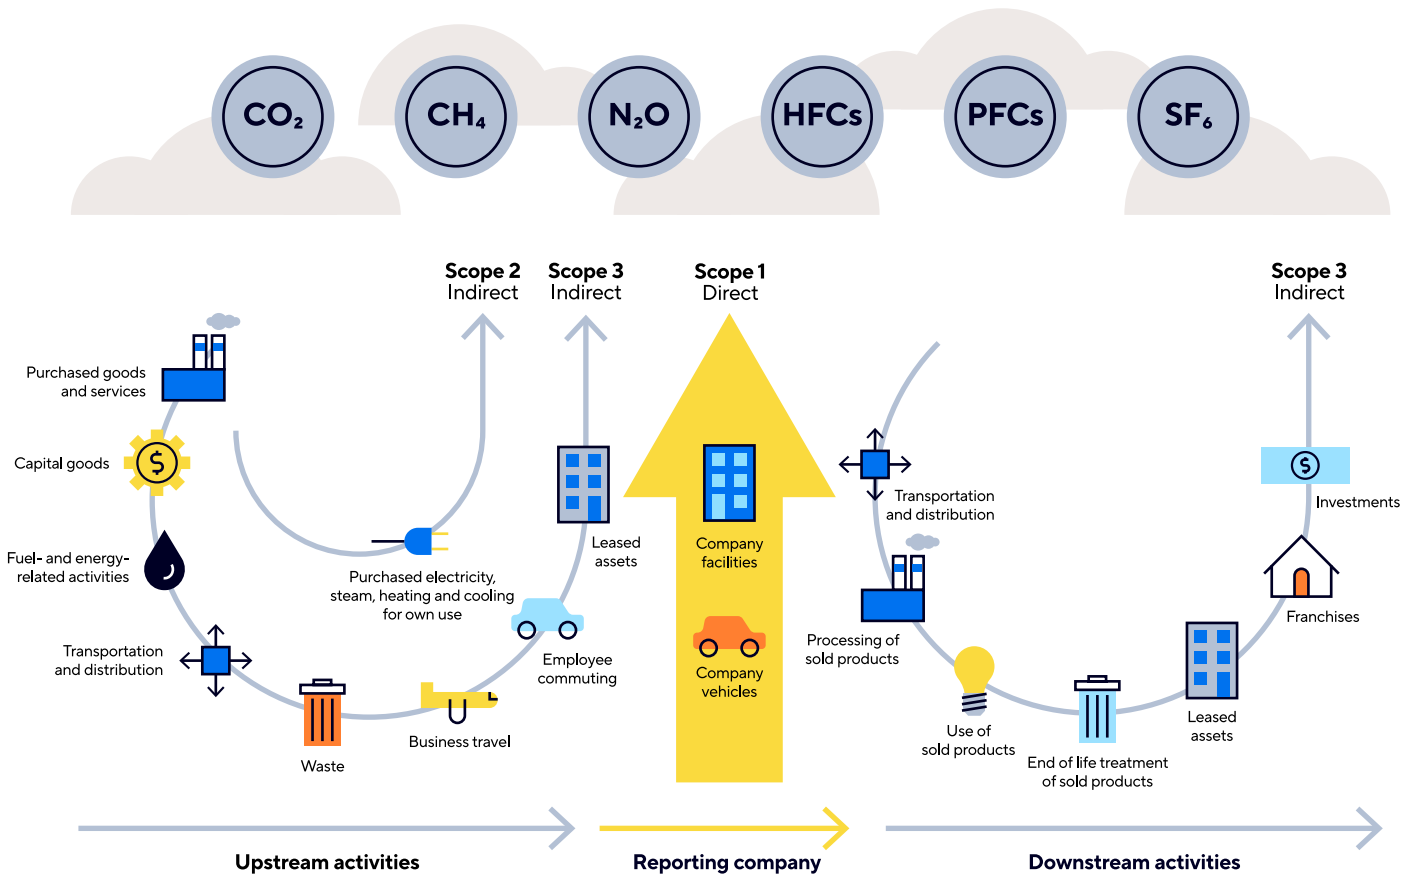 CO₂
CH₄
N₂O
HFCs
PFCs
SF₆
Scope 2
Indirect
Scope 3
Indirect
Scope 1
Direct
Scope 3
Indirect
Purchased goods
and services
Capital goods
$
Fuel- and energy-
related activities
Transportation
and distribution
Waste
Business travel
Employee
commuting
Leased
assets
Purchased electricity,
steam, heating and cooling
for own use
Company
facilities
Company
vehicles
Transportation
and distribution
Processing of
sold products
Use of
sold products
End of life treatment
of sold products
Leased
assets
Franchises
$
Investments
Upstream activities
Reporting company
Downstream activities